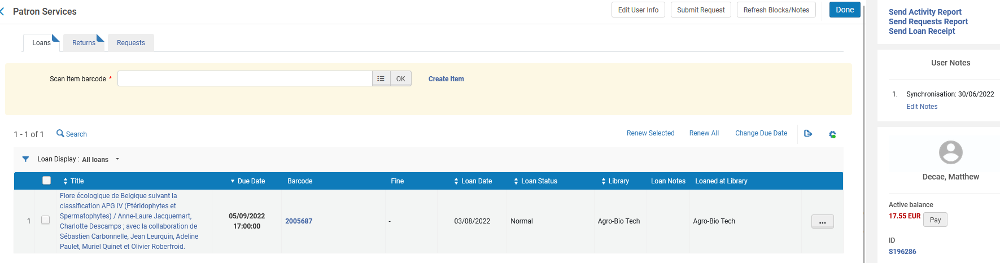 Patron Services
Edit User Info
Submit Request
Refresh Blocks/Notes
Done
Loans
Returns
Requests
Scan item barcode *
OK
Create Item
1 - 1 of 1
Search
Renew Selected
Renew All
Change Due Date
Loan Display : All loans
Title
Due Date
Barcode
Fine
Loan Date
Loan Status
Library
Loan Notes
Loaned at Library
1
Flore écologique de Belgique suivant la
classification APG IV (Ptéridophytes et
Spermatophytes) / Anne-Laure Jacquemart,
Charlotte Descamps ; avec la collaboration de
Sébastien Carbonnelle, Jean Leurquin, Adeline
Paulet, Muriel Quinet et Olivier Roberfroid.
05/09/2022
17:00:00
2005687
-
03/08/2022
Normal
Agro-Bio Tech
Agro-Bio Tech
...
Send Activity Report
Send Requests Report
Send Loan Receipt
User Notes
1. Synchronisation: 30/06/2022
Edit Notes
Decae, Matthew
Active balance
17.55 EUR
Pay
ID
S196286